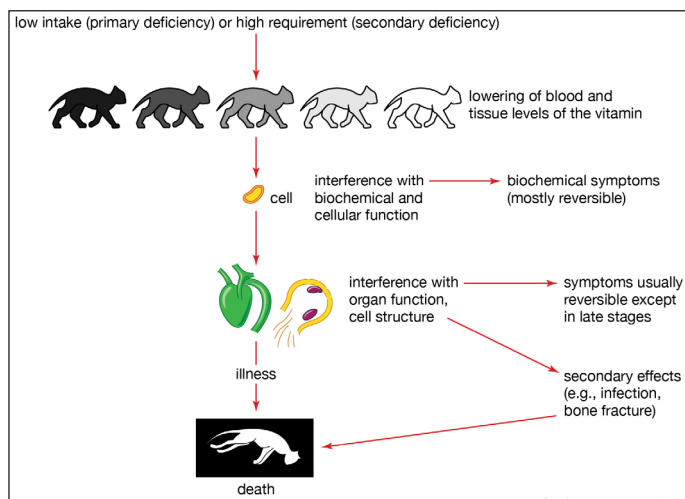 low intake (primary deficiency) or high requirement (secondary deficiency)
lowering of blood and
tissue levels of the vitamin
cell
interference with
biochemical and
cellular function
biochemical symptoms
(mostly reversible)
interference with
organ function,
cell structure
symptoms usually
reversible except
in late stages
illness
secondary effects
(e.g., infection,
bone fracture)
death